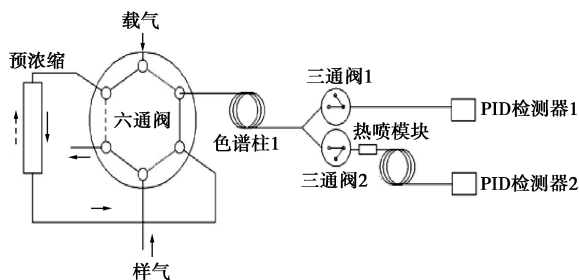 载气
预浓缩
六通阀
三通阀1
PID检测器1
色谱柱1
热喷模块
三通阀2
PID检测器2
样气